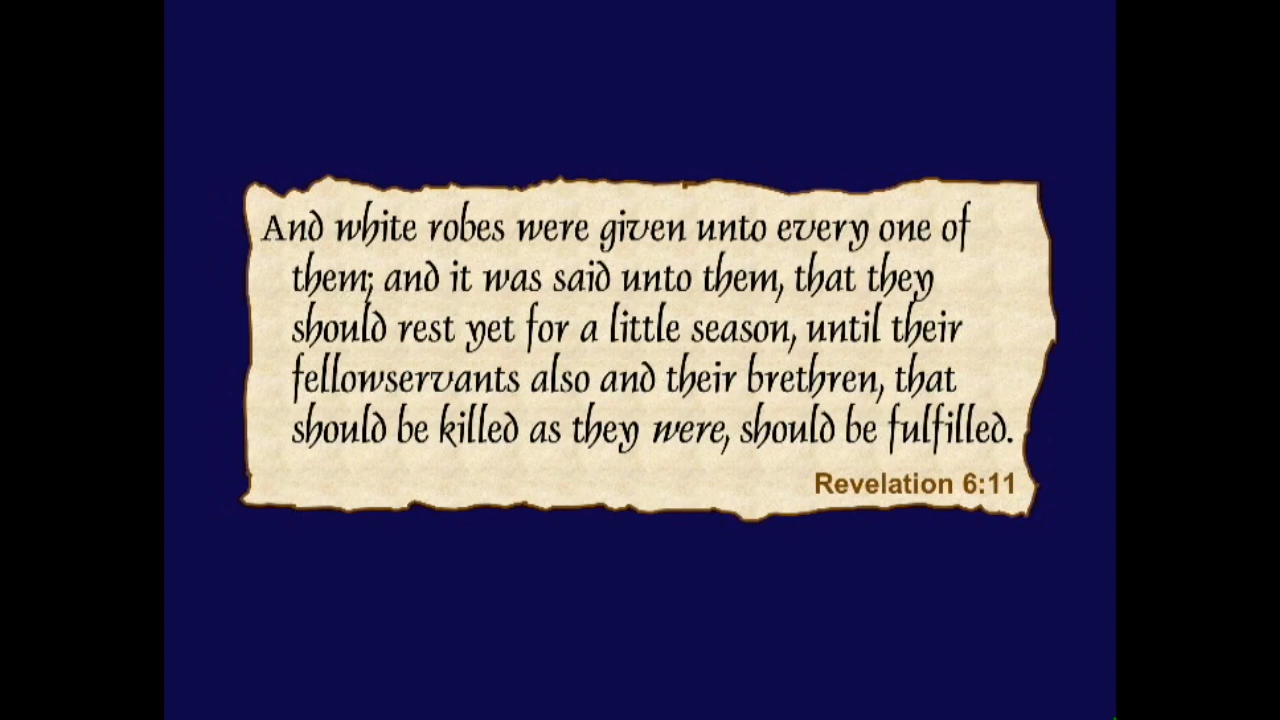 And white robes were given unto every one of
them; and it was said unto them, that they
should rest yet for a little season, until their
fellowservants also and their brethren, that
should be killed as they were, should be fulfilled.
Revelation 6:11